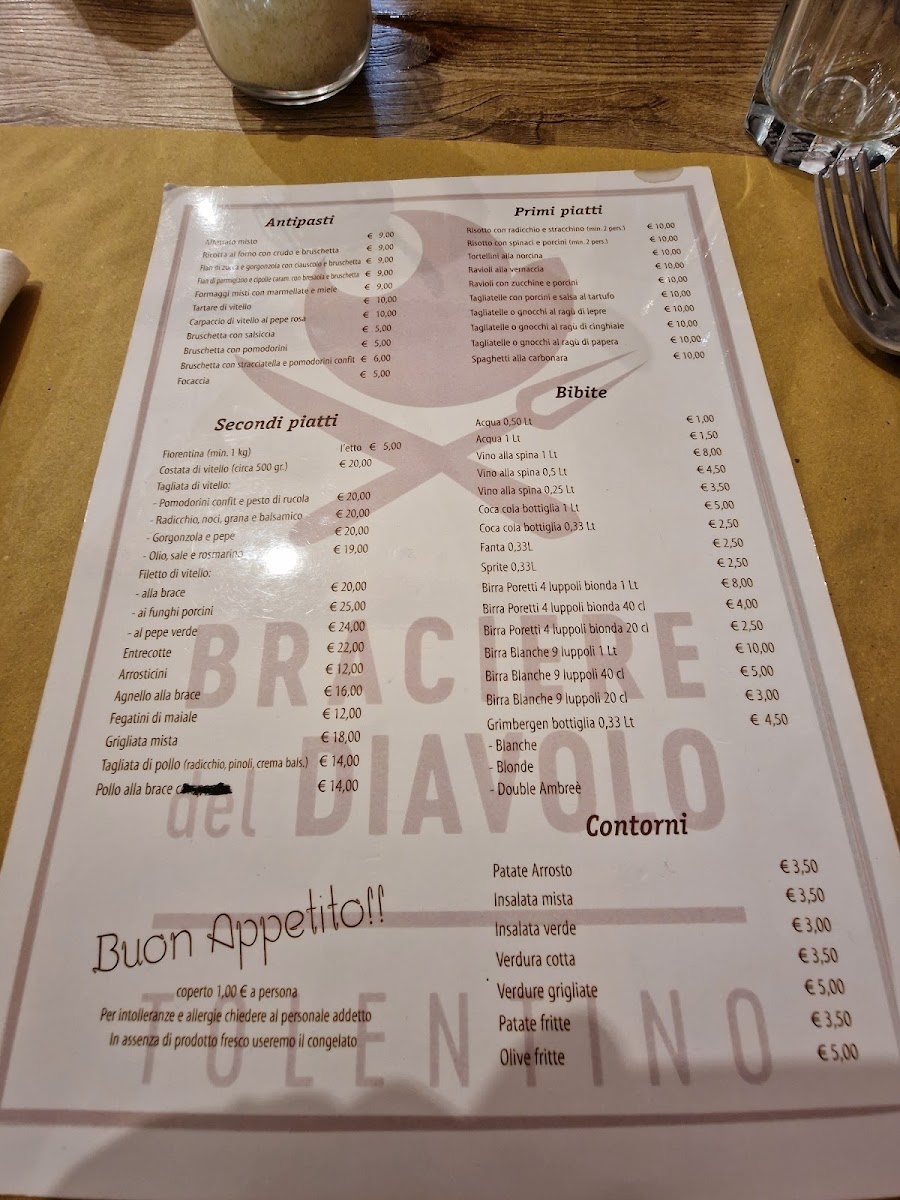 Antipasti
Affettato misto € 9,00
Ricotta al forno con crudo e bruschetta € 9,00
Flan di zucca e gorgonzola con ciauscolo e bruschetta € 9,00
Flan di parmigiano e cipolle caram. con bresaola e bruschetta € 9,00
Formaggi misti con marmellate e miele € 9,00
Tartare di vitello € 10,00
Carpaccio di vitello al pepe rosa € 10,00
Bruschetta con salsiccia € 5,00
Bruschetta con pomodorini € 5,00
Bruschetta con stracciatella e pomodorini confit € 6,00
Focaccia € 5,00
Primi piatti
Risotto con radicchio e stracchino (min. 2 pers.) € 10,00
Risotto con spinaci e porcini (min. 2 pers.) € 10,00
Tortellini alla norcina € 10,00
Ravioli alla vernaccia € 10,00
Ravioli con zucchine e porcini € 10,00
Tagliatelle con porcini e salsa al tartufo € 10,00
Tagliatelle o gnocchi al ragù di lepre € 10,00
Tagliatelle o gnocchi al ragù di cinghiale € 10,00
Tagliatelle o gnocchi al ragù di papera € 10,00
Spaghetti alla carbonara € 10,00
Secondi piatti
Fiorentina (min. 1 kg) l'etto € 5,00
Costata di vitello (circa 500 gr.) € 20,00
Tagliata di vitello:
- Pomodorini confit e pesto di rucola € 20,00
- Radicchio, noci, grana e balsamico € 20,00
- Gorgonzola e pepe € 20,00
- Olio, sale e rosmarino € 19,00
Filetto di vitello:
- alla brace € 20,00
- ai funghi porcini € 25,00
- al pepe verde € 24,00
Entrecotte € 22,00
Arrosticini € 12,00
Agnello alla brace € 16,00
Fegatini di maiale € 12,00
Grigliata mista € 18,00
Tagliata di pollo (radicchio, pinoli, crema bals.) € 14,00
Pollo alla brace € 14,00
Bibite
Acqua 0,50 Lt € 1,00
Acqua 1 Lt € 1,50
Vino alla spina 1 Lt € 8,00
Vino alla spina 0,5 Lt € 4,50
Vino alla spina 0,25 Lt € 3,50
Coca cola bottiglia 1 Lt € 5,00
Coca cola bottiglia 0,33 Lt € 2,50
Fanta 0,33L € 2,50
Sprite 0,33L € 2,50
Birra Poretti 4 luppoli bionda 1 Lt € 8,00
Birra Poretti 4 luppoli bionda 40 cl € 4,00
Birra Poretti 4 luppoli bionda 20 cl € 2,50
Birra Blanche 9 luppoli 1 Lt € 10,00
Birra Blanche 9 luppoli 40 cl € 5,00
Birra Blanche 9 luppoli 20 cl € 3,00
Grimbergen bottiglia 0,33 Lt € 4,50
- Blanche
- Blonde
- Double Ambreè
Contorni
Patate Arrosto € 3,50
Insalata mista € 3,50
Insalata verde € 3,00
Verdura cotta € 3,50
Verdure grigliate € 5,00
Patate fritte € 3,50
Olive fritte € 5,00
Buon Appetito!!
coperto 1,00 € a persona
Per intolleranze e allergie chiedere al personale addetto
In assenza di prodotto fresco useremo il congelato
BRACIERE
del DIAVOLO
TOLENTINO